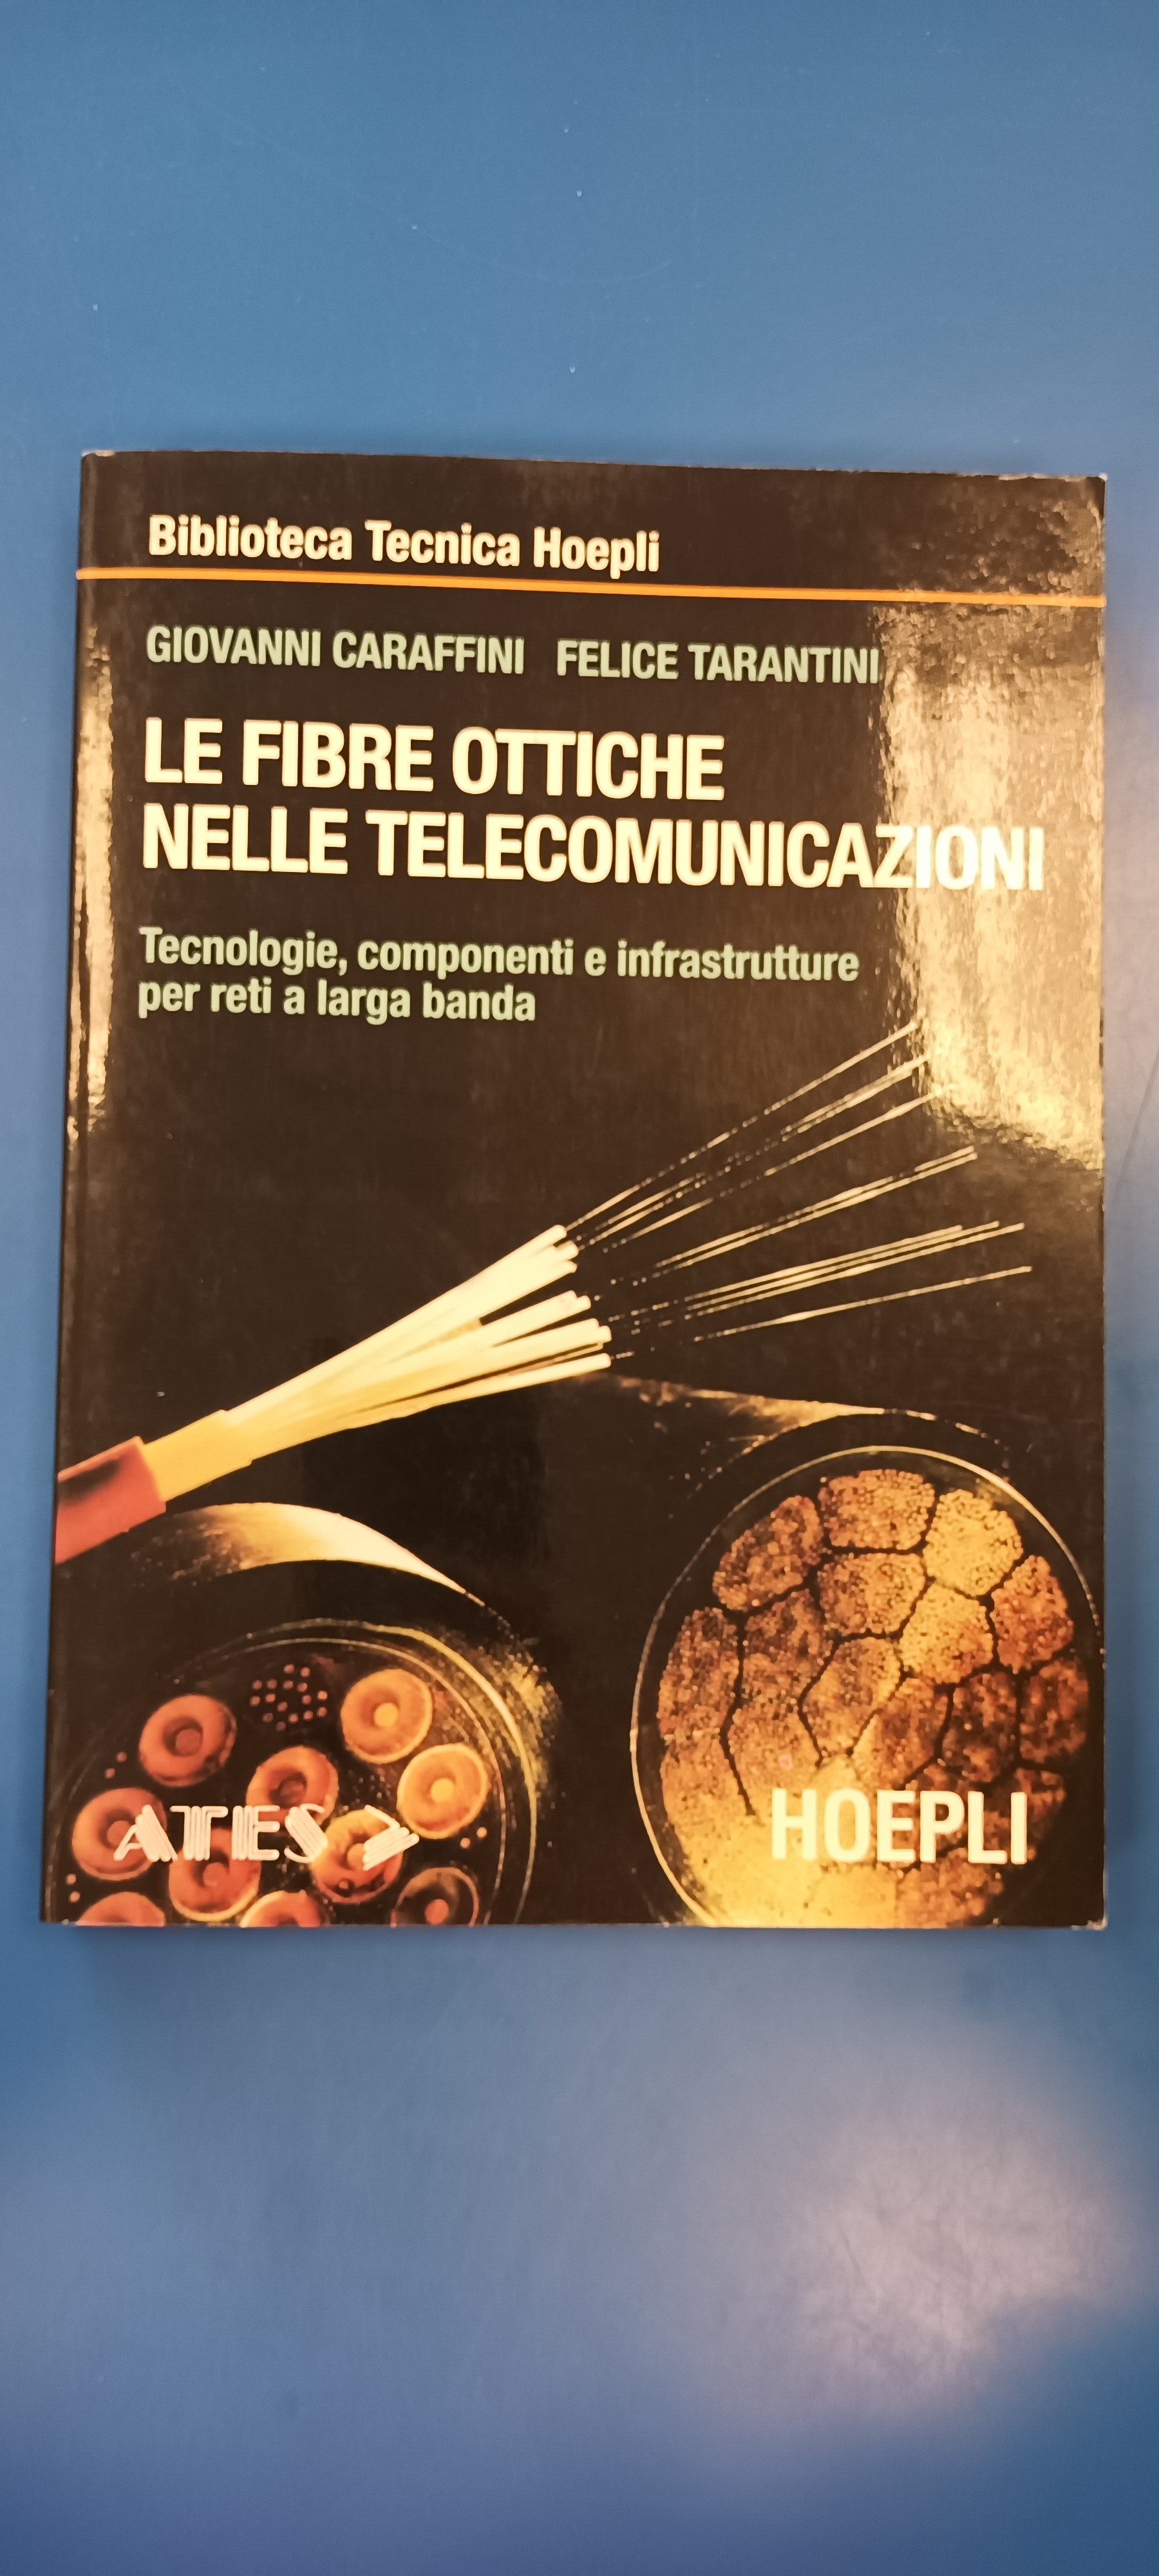 Biblioteca Tecnica Hoepli
GIOVANNI CARAFFINI FELICE TARANTINI
LE FIBRE OTTICHE
NELLE TELECOMUNICAZIONI
Tecnologie, componenti e infrastrutture
per reti a larga banda
ATES
HOEPLI